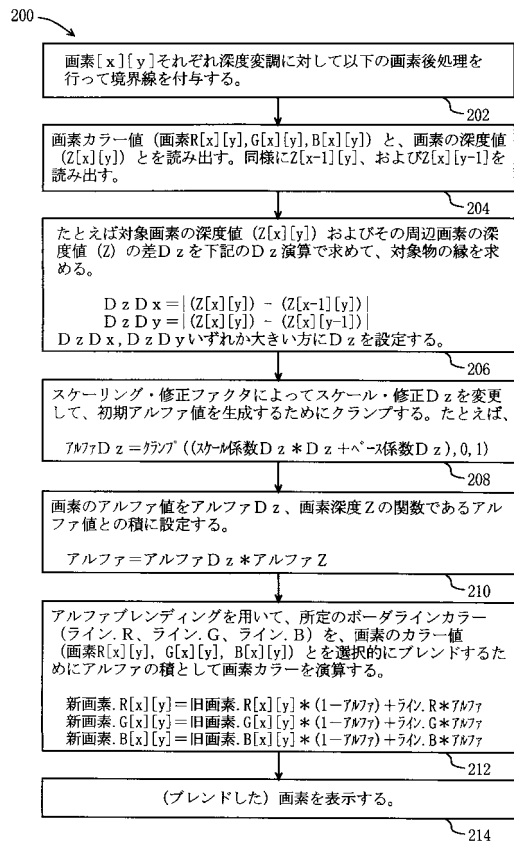 200
画素[x][y]それぞれ深度変調に対して以下の画素後処理を
行って境界線を付与する。
202
画素カラー値(画素R[x][y],G[x][y],B[x][y])と、画素の深度値
(Z[x][y])とを読み出す。同様にZ[x-1][y]、およびZ[x][y-1]を
読み出す。
204
たとえば対象画素の深度値(Z[x][y])およびその周辺画素の深
度値(Z)の差Dzを下記のDz演算で求めて、対象物の縁を求
める。
DzDx=|(Z[x][y])-(Z[x-1][y])|
DzDy=|(Z[x][y])-(Z[x][y-1])|
DzDx,DzDyいずれか大きい方にDzを設定する。
206
スケーリング・修正ファクタによってスケール・修正Dzを変更
して、初期アルファ値を生成するためにクランプする。たとえば、
アルファDz=クランプ((スケール係数Dz*Dz+ベース係数Dz),0,1)
208
画素のアルファ値をアルファDz、画素深度Zの関数であるアル
ファ値との積に設定する。
アルファ=アルファDz*アルファZ
210
アルファブレンディングを用いて、所定のボーダラインカラー
(ライン.R、ライン.G、ライン.B)を、画素のカラー値
(画素R[x][y], G[x][y], B[x][y])とを選択的にブレンドするた
めにアルファの積として画素カラーを演算する。
新画素.R[x][y]=旧画素.R[x][y]*(1-アルファ)+ライン.R*アルファ
新画素.G[x][y]=旧画素.G[x][y]*(1-アルファ)+ライン.G*アルファ
新画素.B[x][y]=旧画素.B[x][y]*(1-アルファ)+ライン.B*アルファ
212
(ブレンドした)画素を表示する。
214